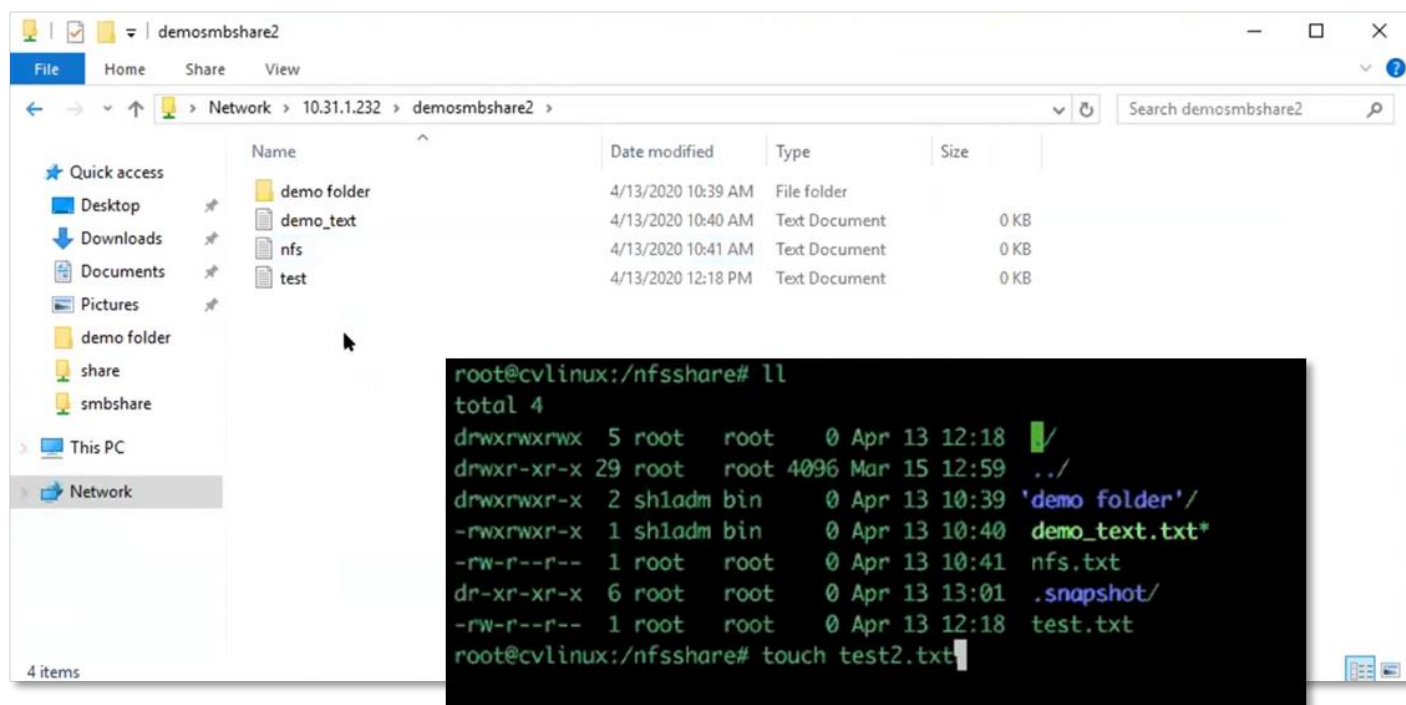 demosmbshare2
File Home Share View
Network > 10.31.1.232 > demosmbshare2 >
Search demosmbshare2
Name Date modified Type Size
Quick access
Desktop
Downloads
Documents
Pictures
demo folder
share
smbshare
This PC
Network
demo folder 4/13/2020 10:39 AM File folder
demo_text 4/13/2020 10:40 AM Text Document 0 KB
nfs 4/13/2020 10:41 AM Text Document 0 KB
test 4/13/2020 12:18 PM Text Document 0 KB
4 items
root@cvlinux:/nfsshare# ll
total 4
drwxrwxrwx 5 root root 0 Apr 13 12:18 ./
drwxr-xr-x 29 root root 4096 Mar 15 12:59 ../
drwxrwxr-x 2 sh1adm bin 0 Apr 13 10:39 'demo folder'/
-rwxrwxr-x 1 sh1adm bin 0 Apr 13 10:40 demo_text.txt*
-rw-r--r-- 1 root root 0 Apr 13 10:41 nfs.txt
dr-xr-xr-x 6 root root 0 Apr 13 13:01 .snapshot/
-rw-r--r-- 1 root root 0 Apr 13 12:18 test.txt
root@cvlinux:/nfsshare# touch test2.txt